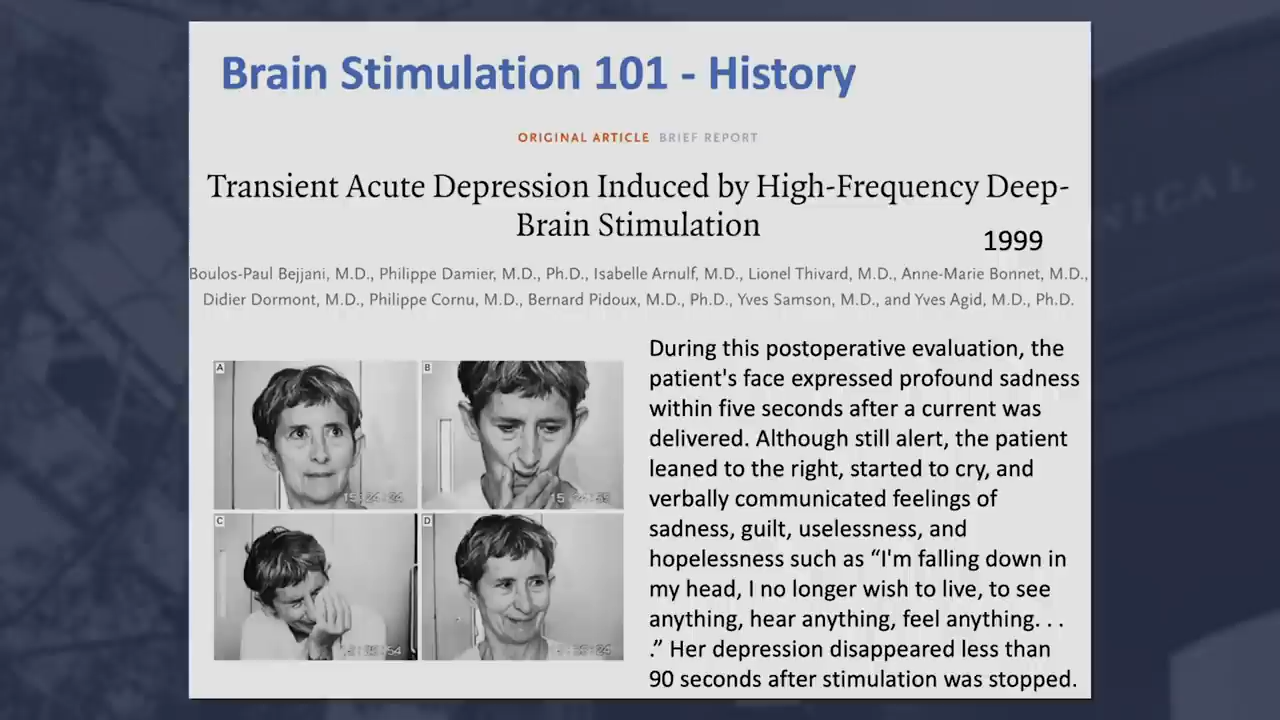 Brain Stimulation 101 - History
ORIGINAL ARTICLE BRIEF REPORT
Transient Acute Depression Induced by High-Frequency Deep-
Brain Stimulation
1999
Boulos-Paul Bejjani, M.D., Philippe Damier, M.D., Ph.D., Isabelle Arnulf, M.D., Lionel Thivard, M.D., Anne-Marie Bonnet, M.D.,
Didier Dormont, M.D., Philippe Cornu, M.D., Bernard Pidoux, M.D., Ph.D., Yves Samson, M.D., and Yves Agid, M.D., Ph.D.
A
B
C
D
During this postoperative evaluation, the
patient's face expressed profound sadness
within five seconds after a current was
delivered. Although still alert, the patient
leaned to the right, started to cry, and
verbally communicated feelings of
sadness, guilt, uselessness, and
hopelessness such as “I'm falling down in
my head, I no longer wish to live, to see
anything, hear anything, feel anything. . .
.” Her depression disappeared less than
90 seconds after stimulation was stopped.